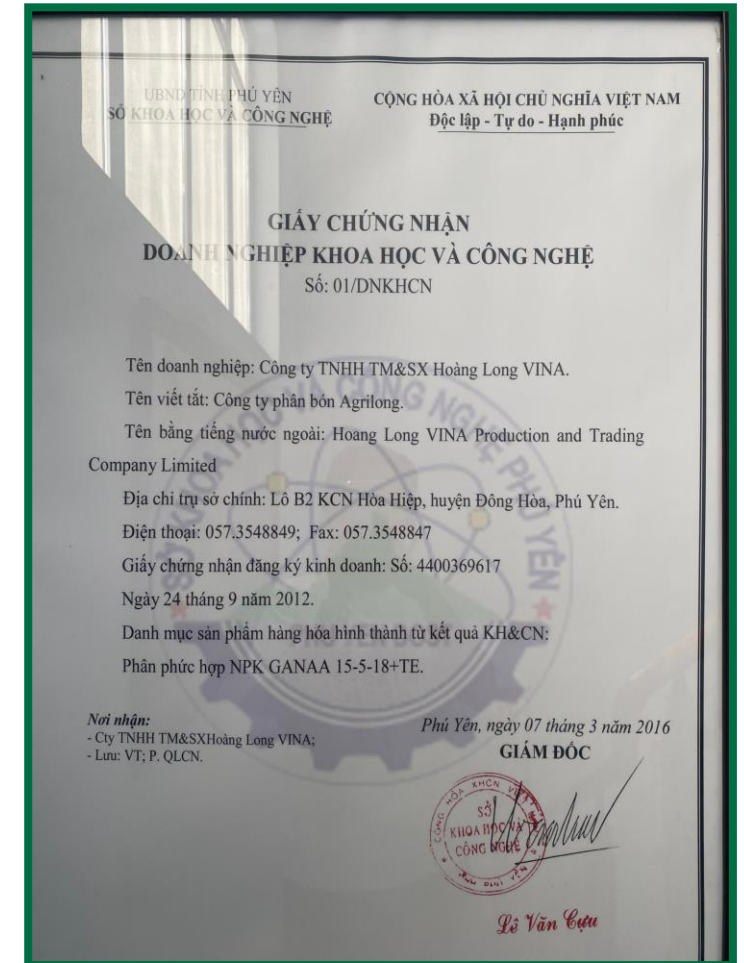 UBND TỈNH PHÚ YÊN
SỞ KHOA HỌC VÀ CÔNG NGHỆ
CỘNG HÒA XÃ HỘI CHỦ NGHĨA VIỆT NAM
Độc lập - Tự do - Hạnh phúc
GIẤY CHỨNG NHẬN
DOANH NGHIỆP KHOA HỌC VÀ CÔNG NGHỆ
Số: 01/DNKHCN
Tên doanh nghiệp: Công ty TNHH TM&SX Hoàng Long VINA.
Tên viết tắt: Công ty phân bón Agrilong.
Tên bằng tiếng nước ngoài: Hoang Long VINA Production and Trading
Company Limited
Địa chỉ trụ sở chính: Lô B2 KCN Hòa Hiệp, huyện Đông Hòa, Phú Yên.
Điện thoại: 057.3548849; Fax: 057.3548847
Giấy chứng nhận đăng ký kinh doanh: Số: 4400369617
Ngày 24 tháng 9 năm 2012.
Danh mục sản phẩm hàng hóa hình thành từ kết quả KH&CN:
Phân phức hợp NPK GANAA 15-5-18+TE.
SỞ KHOA HỌC VÀ CÔNG NGHỆ PHÚ YÊN
Nơi nhận:
- Cty TNHH TM&SXHoàng Long VINA;
- Lưu: VT; P. QLCN.
Phú Yên, ngày 07 tháng 3 năm 2016
GIÁM ĐỐC
SỞ
KHOA HỌC VÀ
CÔNG NGHỆ
Lê Văn Cựu